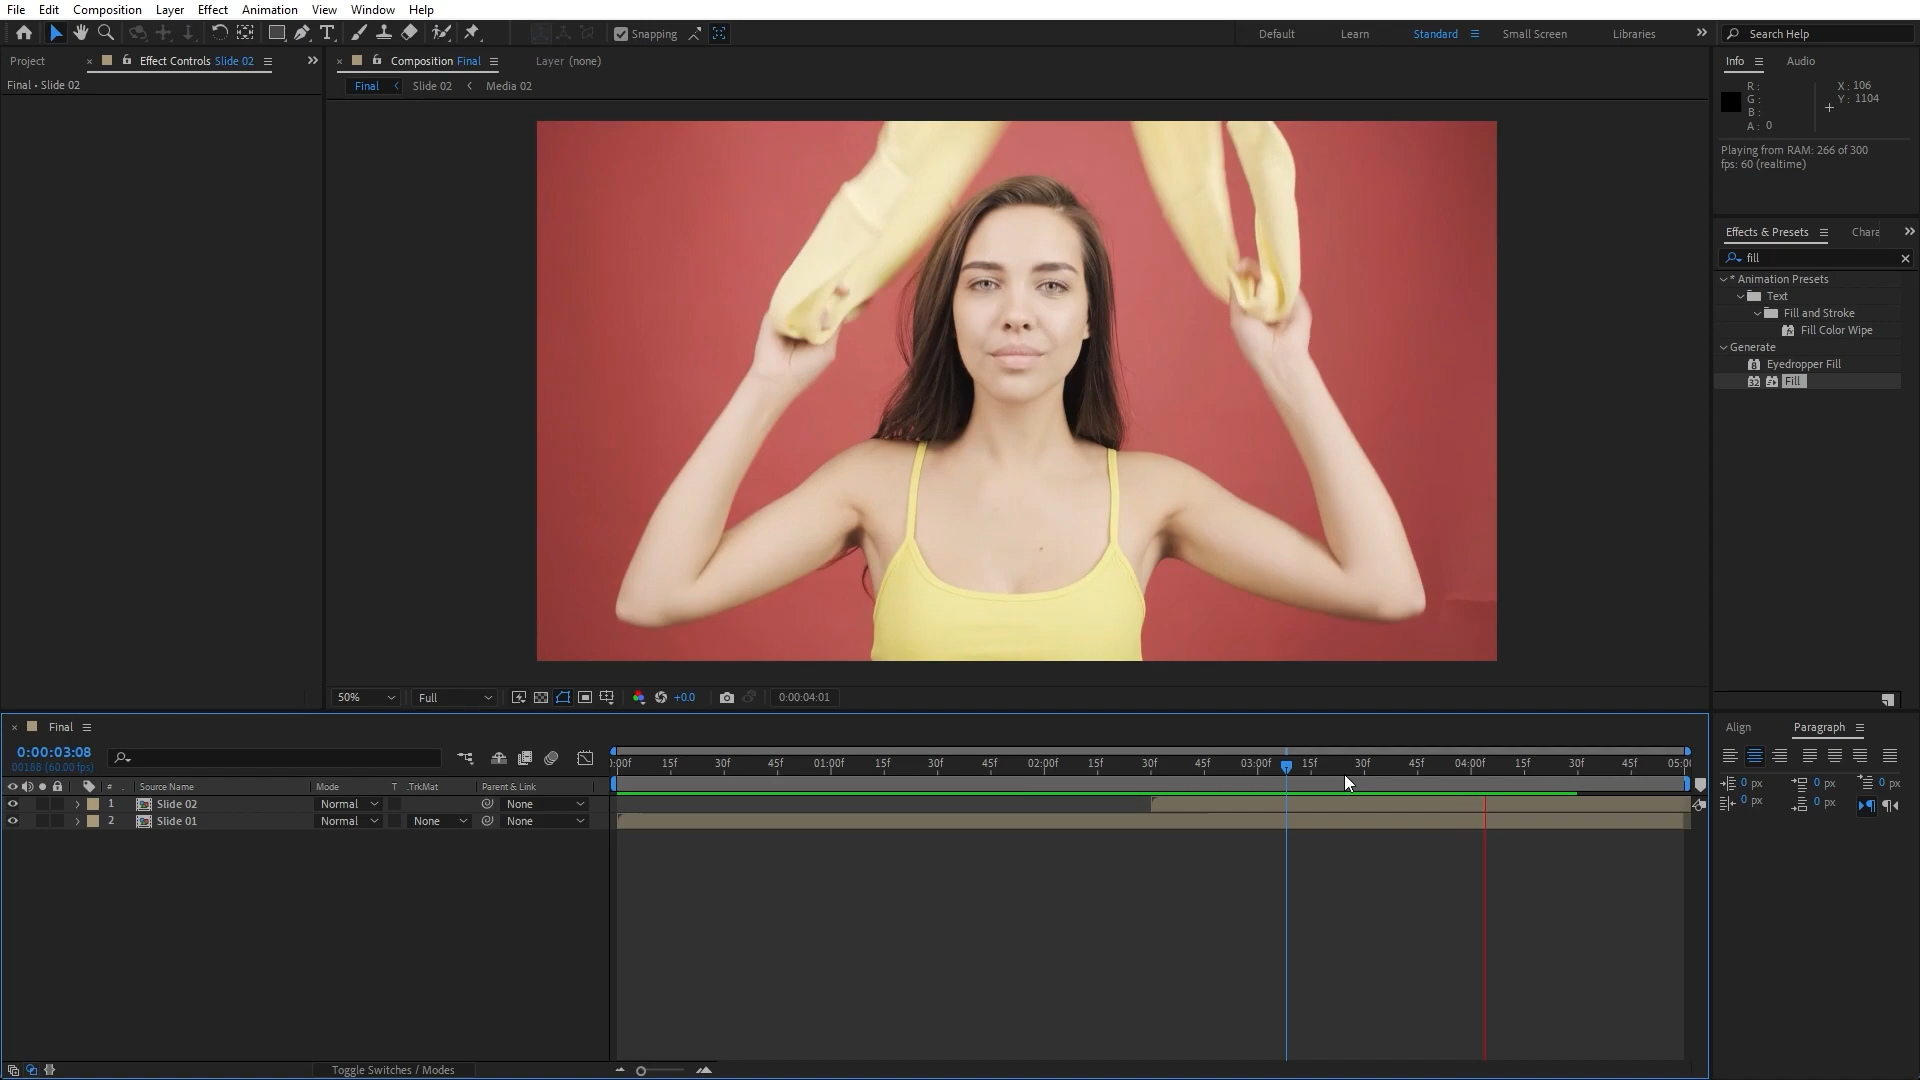 File Edit Composition Layer Effect Animation View Window Help
Snapping
Default Learn Standard Small Screen Libraries
Search Help
Project
Effect Controls Slide 02
Composition Final
Layer (none)
Info Audio
Final • Slide 02
Final Slide 02 Media 02
R :
G :
B :
A : 0
X : 106
Y : 1104
Playing from RAM: 266 of 300
fps: 60 (realtime)
Effects & Presets
fill
* Animation Presets
Text
Fill and Stroke
Fill Color Wipe
Generate
Eyedropper Fill
Fill
50%
Full
+0.0
0:00:04:01
Final
0:00:03:08
00188 (60.00 fps)
# Source Name Mode T .TrkMat Parent & Link
1 Slide 02 Normal None
2 Slide 01 Normal None None
15f 30f 45f 01:00f 15f 30f 45f 02:00f 15f 30f 45f 03:00f 15f 30f 45f 04:00f 15f 30f 45f
Toggle Switches / Modes
Align Paragraph
0 px 0 px 0 px
0 px 0 px